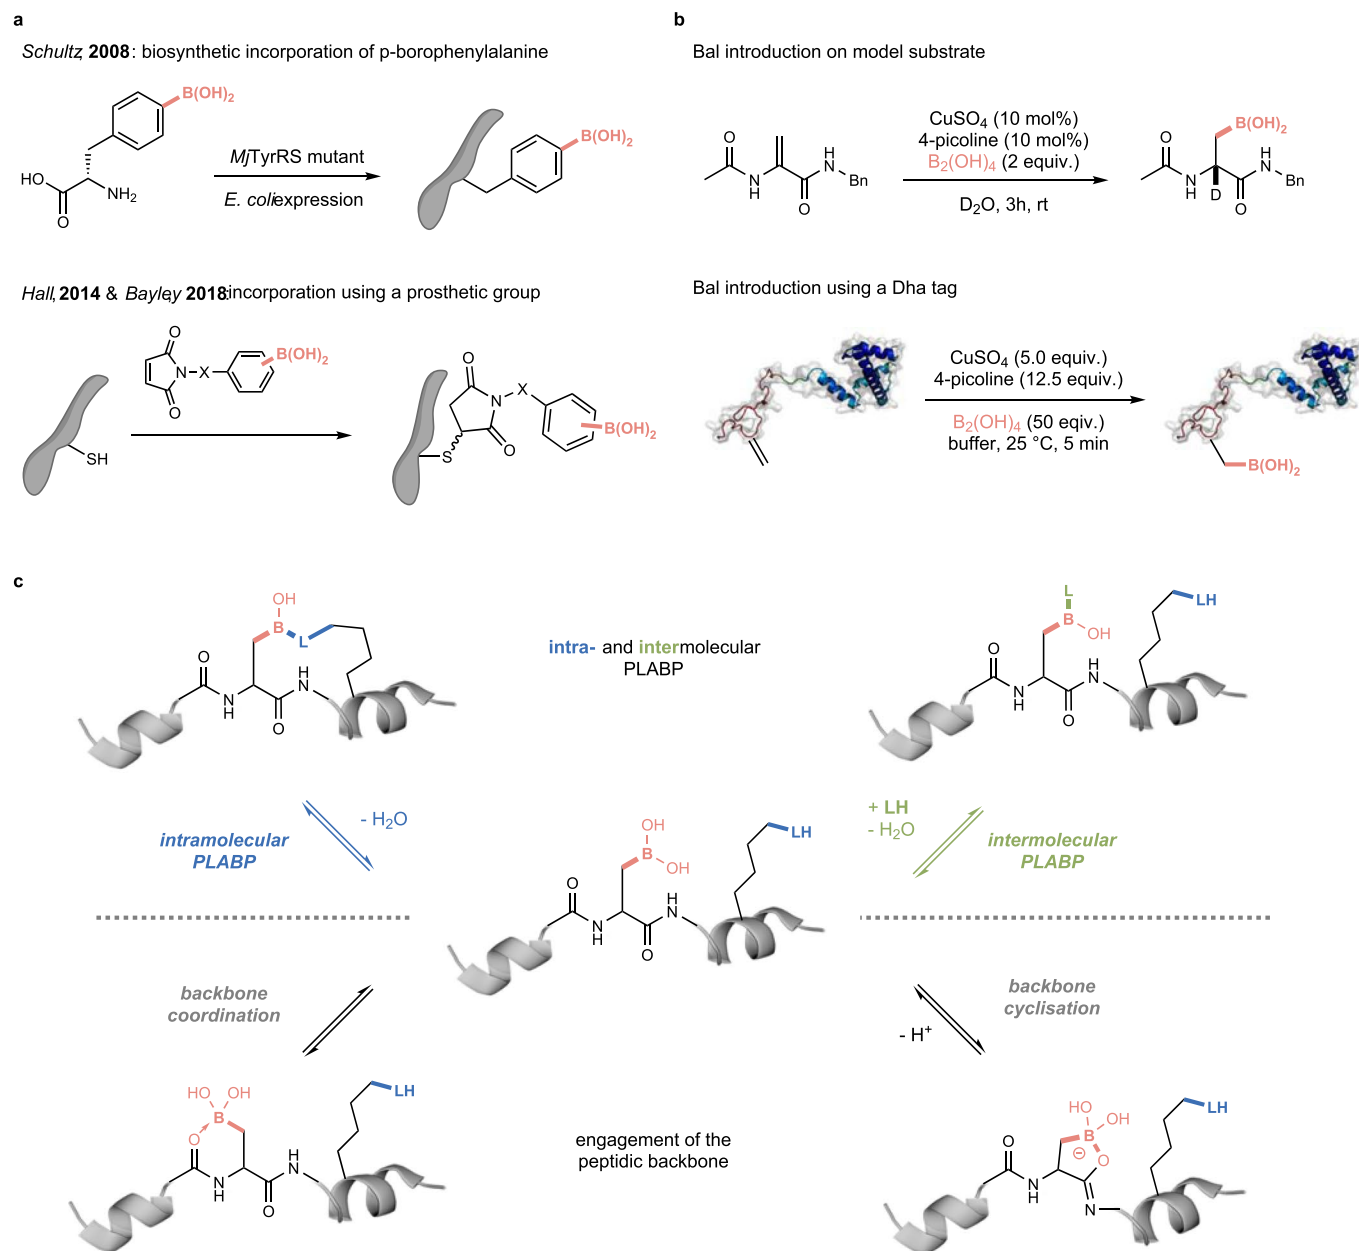 a
Schultz, 2008: biosynthetic incorporation of p-borophenylalanine
B(OH)2
HO
O
NH2
MjTyrRS mutant
E. coli expression
B(OH)2
Hall, 2014 & Bayley, 2018: incorporation using a prosthetic group
O
N
X
O
B(OH)2
SH
O
N
X
O
S
B(OH)2
b
Bal introduction on model substrate
O
N
H
O
H
N
Bn
CuSO4 (10 mol%)
4-picoline (10 mol%)
B2(OH)4 (2 equiv.)
D2O, 3h, rt
B(OH)2
O
N
H
D
O
H
N
Bn
Bal introduction using a Dha tag
CuSO4 (5.0 equiv.)
4-picoline (12.5 equiv.)
B2(OH)4 (50 eqiv.)
buffer, 25 °C, 5 min
B(OH)2
c
OH
B
L
O
N
H
O
H
N
intra- and intermolecular
PLABP
L
B
OH
LH
O
N
H
O
H
N
- H2O
intramolecular
PLABP
OH
B
OH
LH
O
N
H
O
H
N
+ LH
- H2O
intermolecular
PLABP
backbone
coordination
backbone
cyclisation
- H+
HO
OH
B
O
N
H
O
H
N
LH
engagement of the
peptidic backbone
HO
OH
B
O
⊖
O
N
H
N
LH